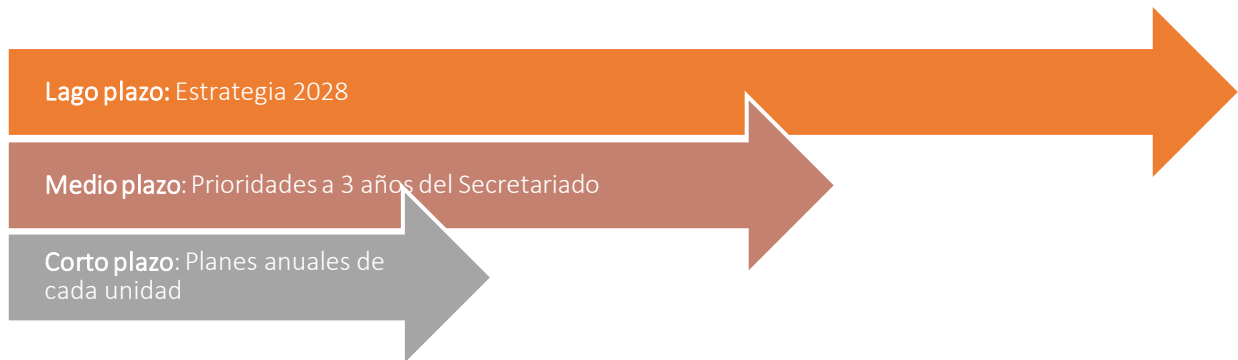 Lago plazo: Estrategia 2028
Medio plazo: Prioridades a 3 años del Secretariado
Corto plazo: Planes anuales de
cada unidad